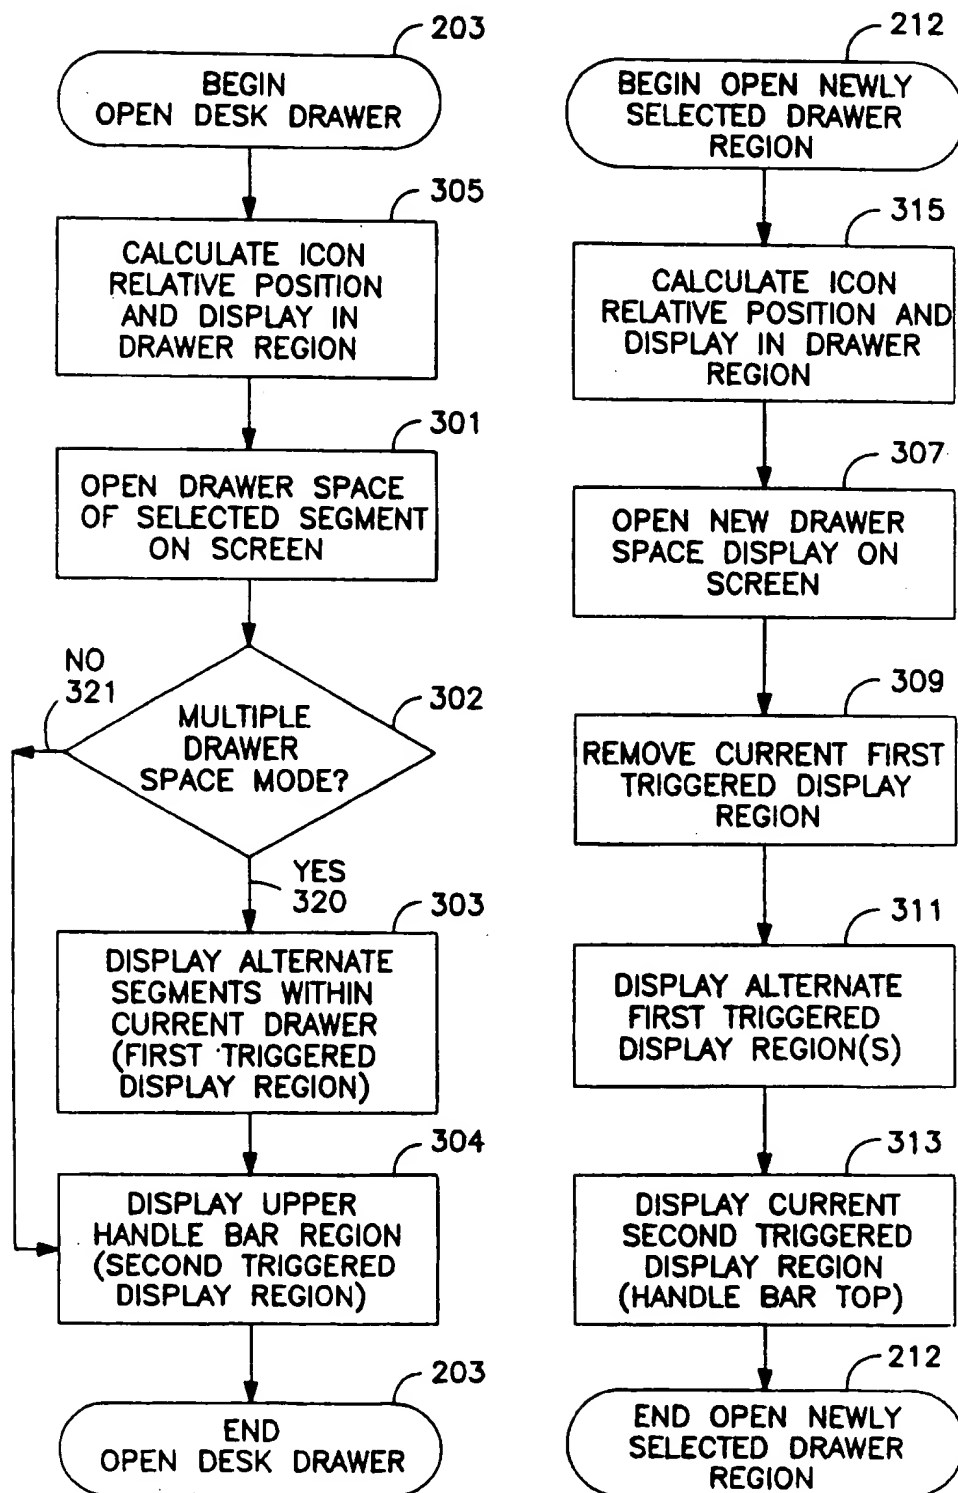 203
BEGIN
OPEN DESK DRAWER
305
CALCULATE ICON
RELATIVE POSITION
AND DISPLAY IN
DRAWER REGION
301
OPEN DRAWER SPACE
OF SELECTED SEGMENT
ON SCREEN
NO
321
302
MULTIPLE
DRAWER
SPACE MODE?
YES
320
303
DISPLAY ALTERNATE
SEGMENTS WITHIN
CURRENT DRAWER
(FIRST TRIGGERED
DISPLAY REGION)
304
DISPLAY UPPER
HANDLE BAR REGION
(SECOND TRIGGERED
DISPLAY REGION)
203
END
OPEN DESK DRAWER
212
BEGIN OPEN NEWLY
SELECTED DRAWER
REGION
315
CALCULATE ICON
RELATIVE POSITION AND
DISPLAY IN DRAWER
REGION
307
OPEN NEW DRAWER
SPACE DISPLAY ON
SCREEN
309
REMOVE CURRENT FIRST
TRIGGERED DISPLAY
REGION
311
DISPLAY ALTERNATE
FIRST TRIGGERED
DISPLAY REGION(S)
313
DISPLAY CURRENT
SECOND TRIGGERED
DISPLAY REGION
(HANDLE BAR TOP)
212
END OPEN NEWLY
SELECTED DRAWER
REGION